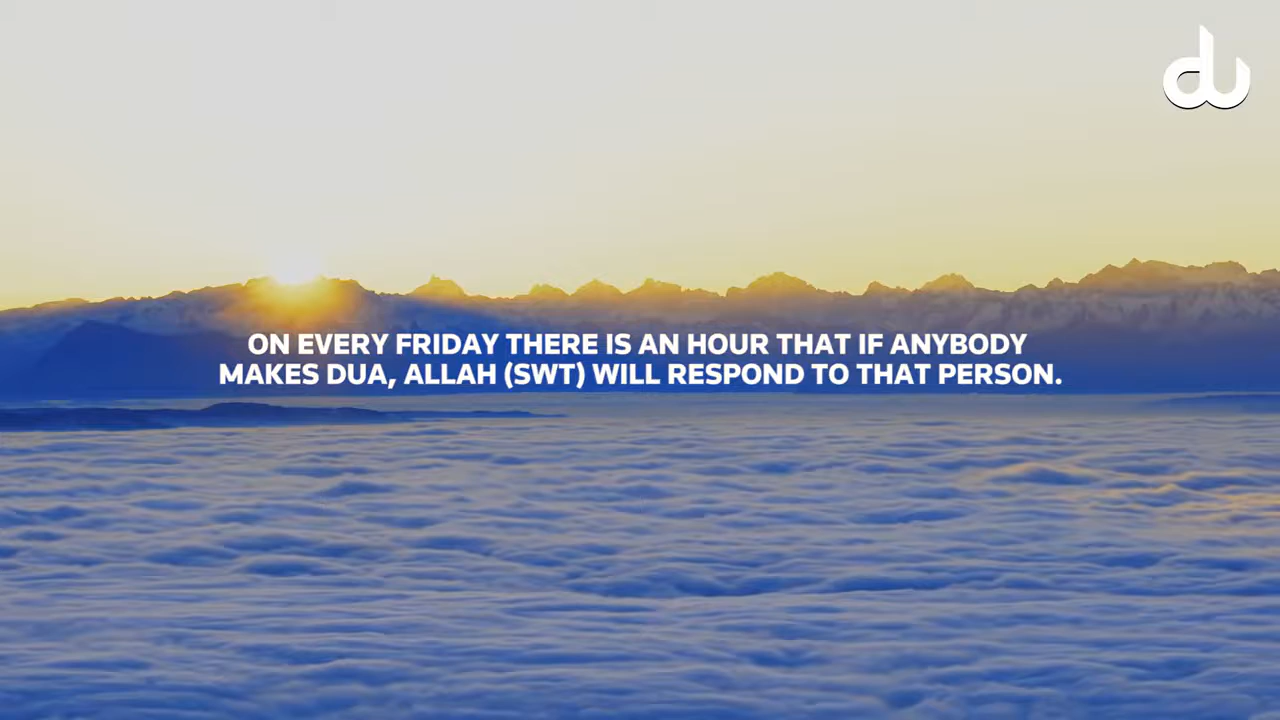 du
ON EVERY FRIDAY THERE IS AN HOUR THAT IF ANYBODY
MAKES DUA, ALLAH (SWT) WILL RESPOND TO THAT PERSON.